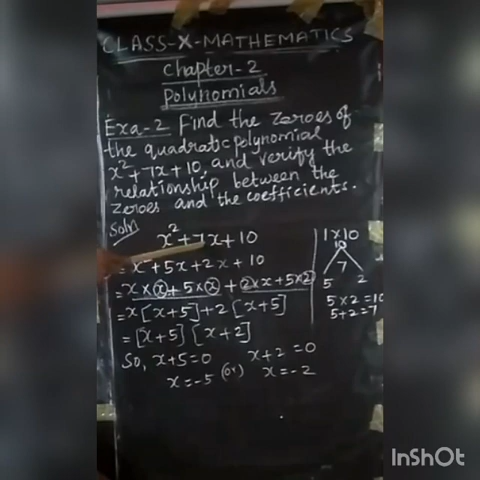 CLASS-X-MATHEMATICS
Chapter-2
Polynomials
Exa-2 Find the zeroes of
the quadratic polynomial
x²+7x+10, and verify the
relationship between the
zeroes and the coefficients.
Soln
x²+7x+10
= x²+5x+2x+10
= x×x+5×x+2×x+5×2
= x[x+5]+2[x+5]
= [x+5] [x+2]
So, x+5=0 x+2=0
x=-5 (or) x=-2
1×10
10
7
5 2
5×2=10
5+2=7
InShOt